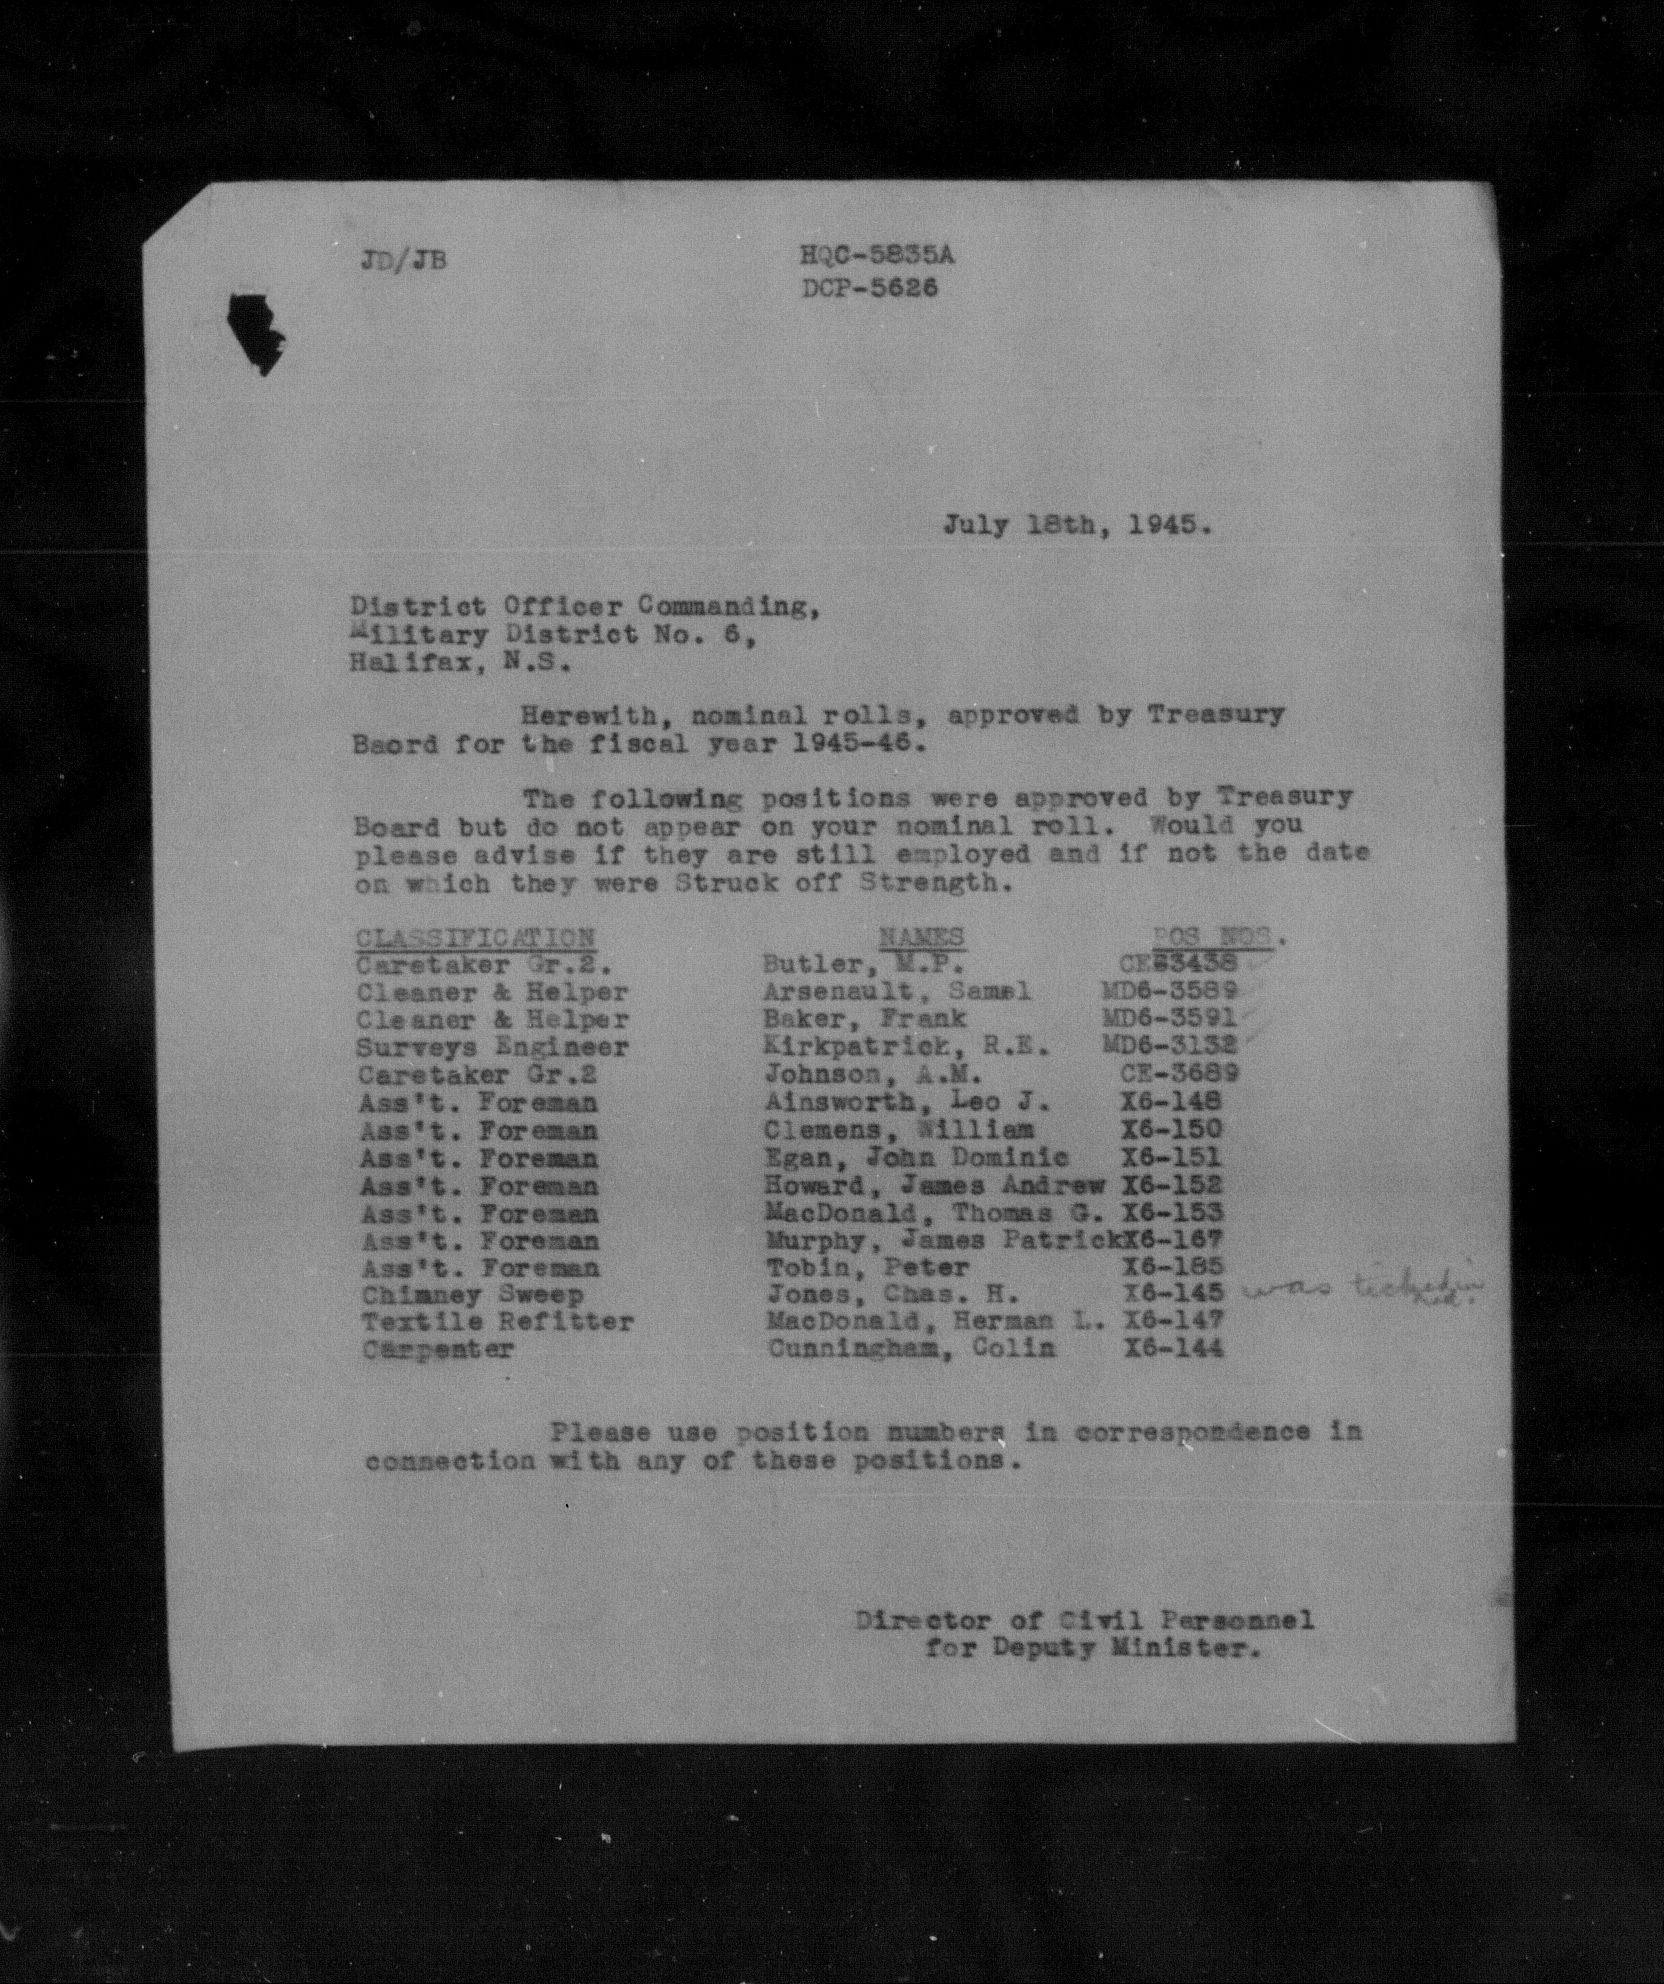 JD/JB
HQC-5835A
DCP-5626
July 18th, 1945.
District Officer Commanding,
Military District No. 6,
Halifax, N.S.
Herewith, nominal rolls, approved by Treasury
Baord for the fiscal year 1945-46.
The following positions were approved by Treasury
Board but do not appear on your nominal roll. Would you
please advise if they are still employed and if not the date
on which they were Struck off Strength.
CLASSIFICATION NAMES POS NOS.
Caretaker Gr.2. Butler, M.P. CE-3438
Cleaner & Helper Arsenault, Samel MD6-3589
Cleaner & Helper Baker, Frank MD6-3591
Surveys Engineer Kirkpatrick, R.E. MD6-3132
Caretaker Gr.2 Johnson, A.M. CE-3689
Ass't. Foreman Ainsworth, Leo J. X6-148
Ass't. Foreman Clemens, William X6-150
Ass't. Foreman Egan, John Dominic X6-151
Ass't. Foreman Howard, James Andrew X6-152
Ass't. Foreman MacDonald, Thomas G. X6-153
Ass't. Foreman Murphy, James Patrick X6-167
Ass't. Foreman Tobin, Peter X6-185
Chimney Sweep Jones, Chas. H. X6-145 was ticked in
Textile Refitter MacDonald, Herman L. X6-147
Carpenter Cunningham, Colin X6-144
Please use position numbers in correspondence in
connection with any of these positions.
Director of Civil Personnel
for Deputy Minister.